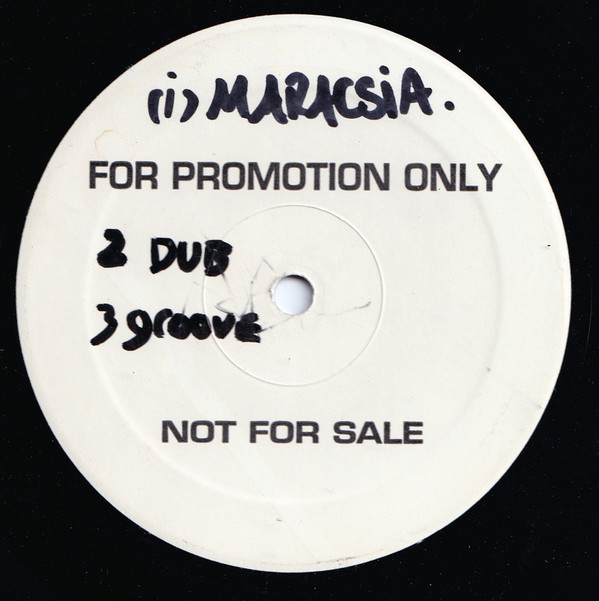 (i) MARACSiA.
FOR PROMOTION ONLY
2 DUB
3 groove
NOT FOR SALE